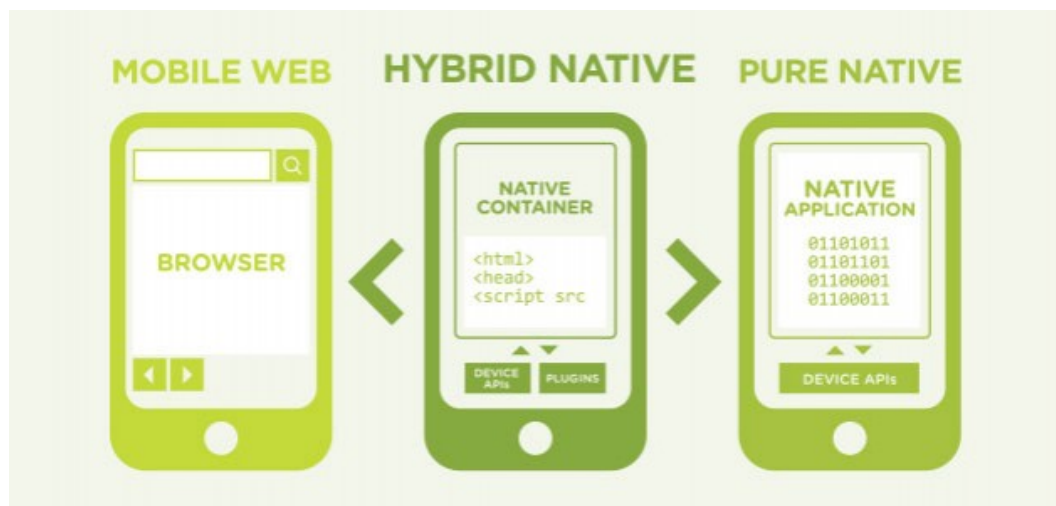 MOBILE WEB
HYBRID NATIVE
PURE NATIVE
BROWSER
NATIVE
CONTAINER
<html>
<head>
<script src
DEVICE
APIs
PLUGINS
NATIVE
APPLICATION
01101011
01101101
01100001
01100011
DEVICE APIs